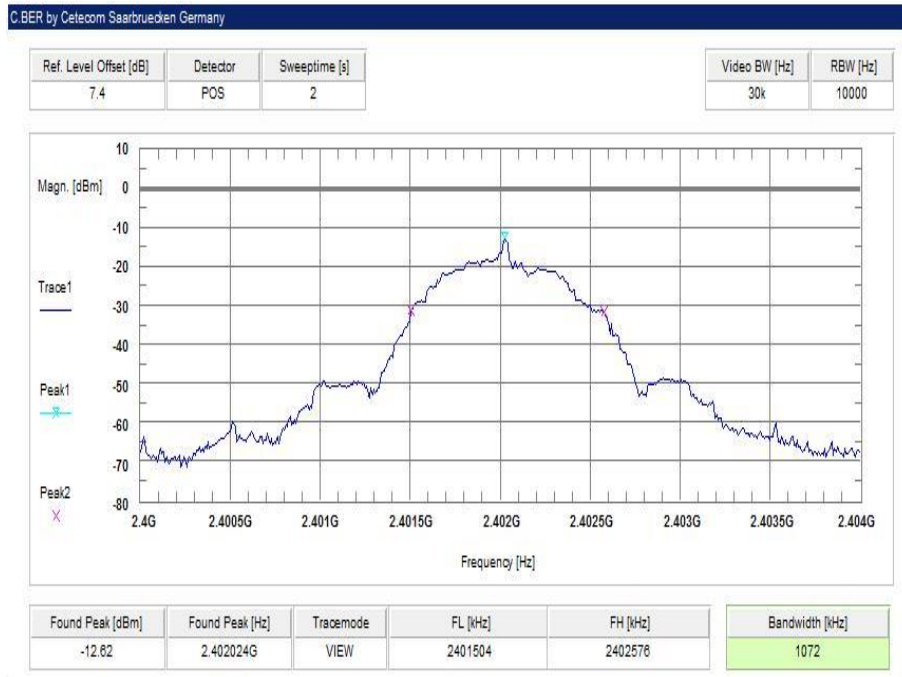 C.BER by Cetecom Saarbruecken Germany
Ref. Level Offset [dB] Detector Sweeptime [s] Video BW [Hz] RBW [Hz]
7.4 POS 2 30k 10000
10
Magn. [dBm] 0
-10
-20
Trace1
-30
-40
Peak1
-50
-60
-70
Peak2
-80
2.4G 2.4005G 2.401G 2.4015G 2.402G 2.4025G 2.403G 2.4035G 2.404G
Frequency [Hz]
Found Peak [dBm] Found Peak [Hz] Tracemode FL [kHz] FH [kHz] Bandwidth [kHz]
-12.62 2.402024G VIEW 2401504 2402576 1072